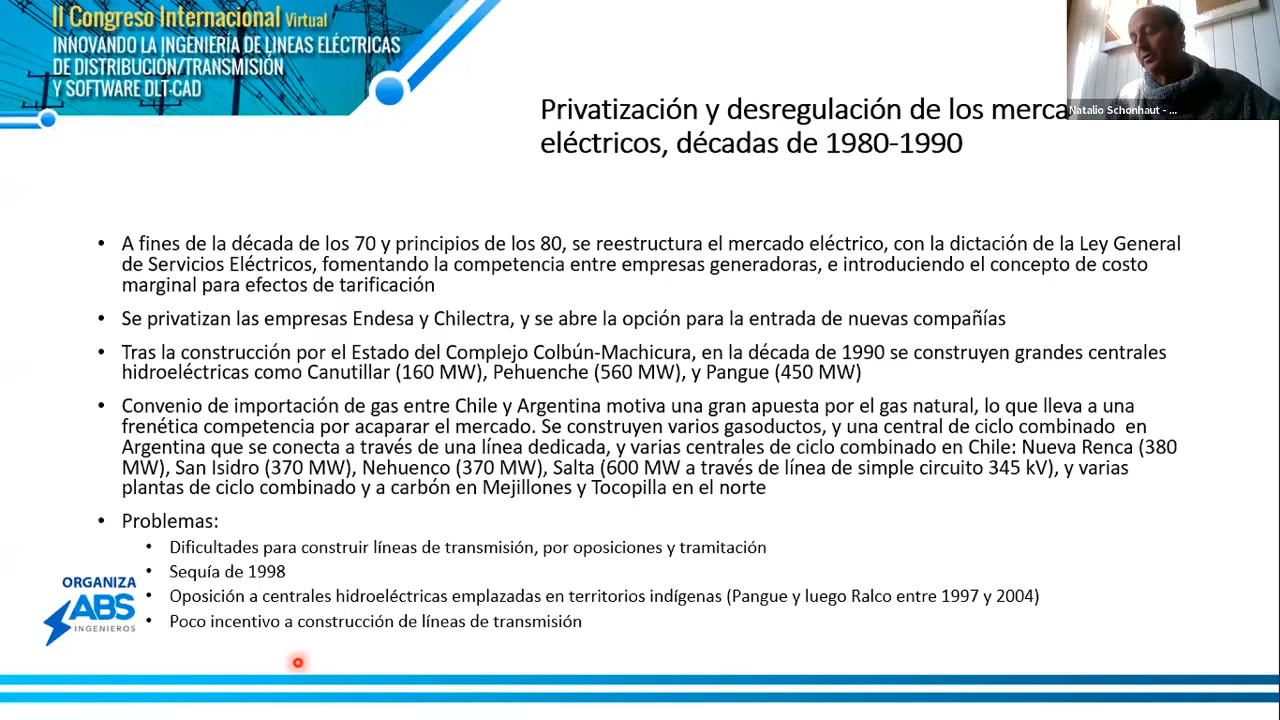 II Congreso Internacional Virtual
INNOVANDO LA INGENIERÍA DE LINEAS ELÉCTRICAS
DE DISTRIBUCIÓN/TRANSMISIÓN
Y SOFTWARE DLT-CAD
Natalio Schonhaut - ...
Privatización y desregulación de los merca
eléctricos, décadas de 1980-1990
• A fines de la década de los 70 y principios de los 80, se reestructura el mercado eléctrico, con la dictación de la Ley General
de Servicios Eléctricos, fomentando la competencia entre empresas generadoras, e introduciendo el concepto de costo
marginal para efectos de tarificación
• Se privatizan las empresas Endesa y Chilectra, y se abre la opción para la entrada de nuevas compañías
• Tras la construcción por el Estado del Complejo Colbún-Machicura, en la década de 1990 se construyen grandes centrales
hidroeléctricas como Canutillar (160 MW), Pehuenche (560 MW), y Pangue (450 MW)
• Convenio de importación de gas entre Chile y Argentina motiva una gran apuesta por el gas natural, lo que lleva a una
frenética competencia por acaparar el mercado. Se construyen varios gasoductos, y una central de ciclo combinado en
Argentina que se conecta a través de una línea dedicada, y varias centrales de ciclo combinado en Chile: Nueva Renca (380
MW), San Isidro (370 MW), Nehuenco (370 MW), Salta (600 MW a través de línea de simple circuito 345 kV), y varias
plantas de ciclo combinado y a carbón en Mejillones y Tocopilla en el norte
• Problemas:
• Dificultades para construir líneas de transmisión, por oposiciones y tramitación
• Sequía de 1998
• Oposición a centrales hidroeléctricas emplazadas en territorios indígenas (Pangue y luego Ralco entre 1997 y 2004)
• Poco incentivo a construcción de líneas de transmisión
ORGANIZA
ABS
INGENIEROS